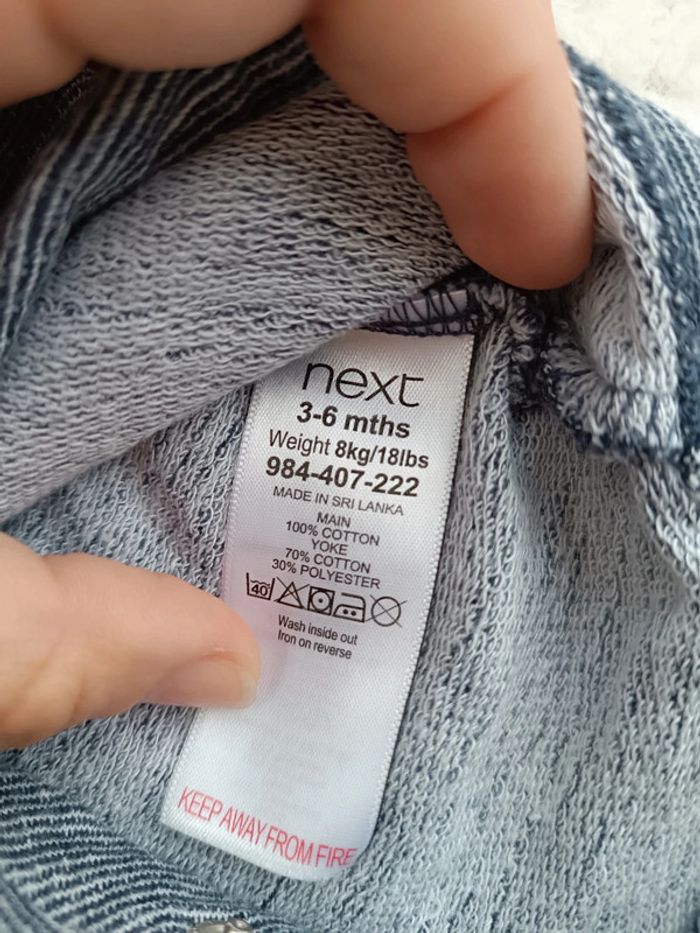 next
3-6 mths
Weight 8kg/18lbs
984-407-222
MADE IN SRI LANKA
MAIN
100% COTTON
YOKE
70% COTTON
30% POLYESTER
40
Wash inside out
Iron on reverse
KEEP AWAY FROM FIRE